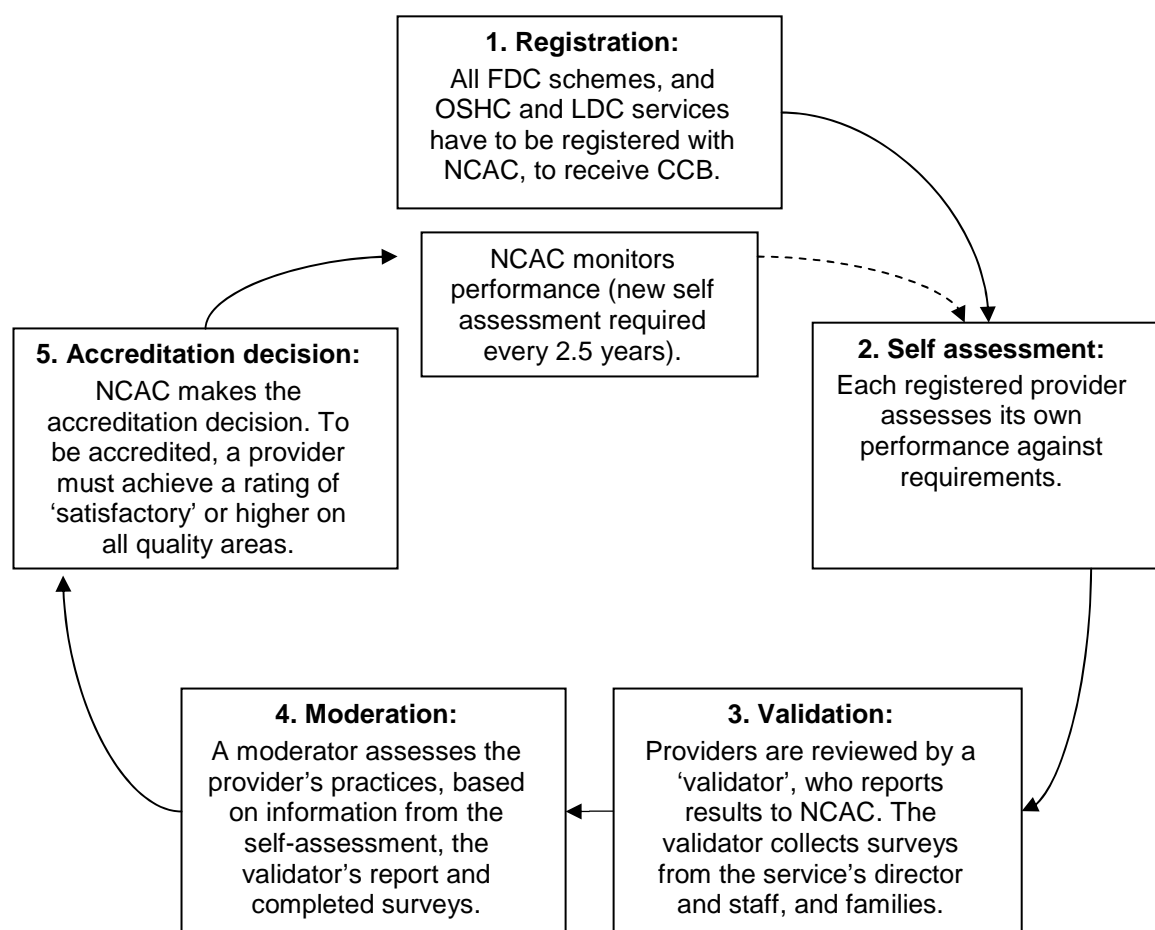 1. Registration:
All FDC schemes, and
OSHC and LDC services
have to be registered with
NCAC, to receive CCB.
NCAC monitors
performance (new self
assessment required
every 2.5 years).
2. Self assessment:
Each registered provider
assesses its own
performance against
requirements.
3. Validation:
Providers are reviewed by a
‘validator’, who reports
results to NCAC. The
validator collects surveys
from the service’s director
and staff, and families.
4. Moderation:
A moderator assesses the
provider’s practices, based
on information from the
self-assessment, the
validator’s report and
completed surveys.
5. Accreditation decision:
NCAC makes the
accreditation decision. To
be accredited, a provider
must achieve a rating of
‘satisfactory’ or higher on
all quality areas.